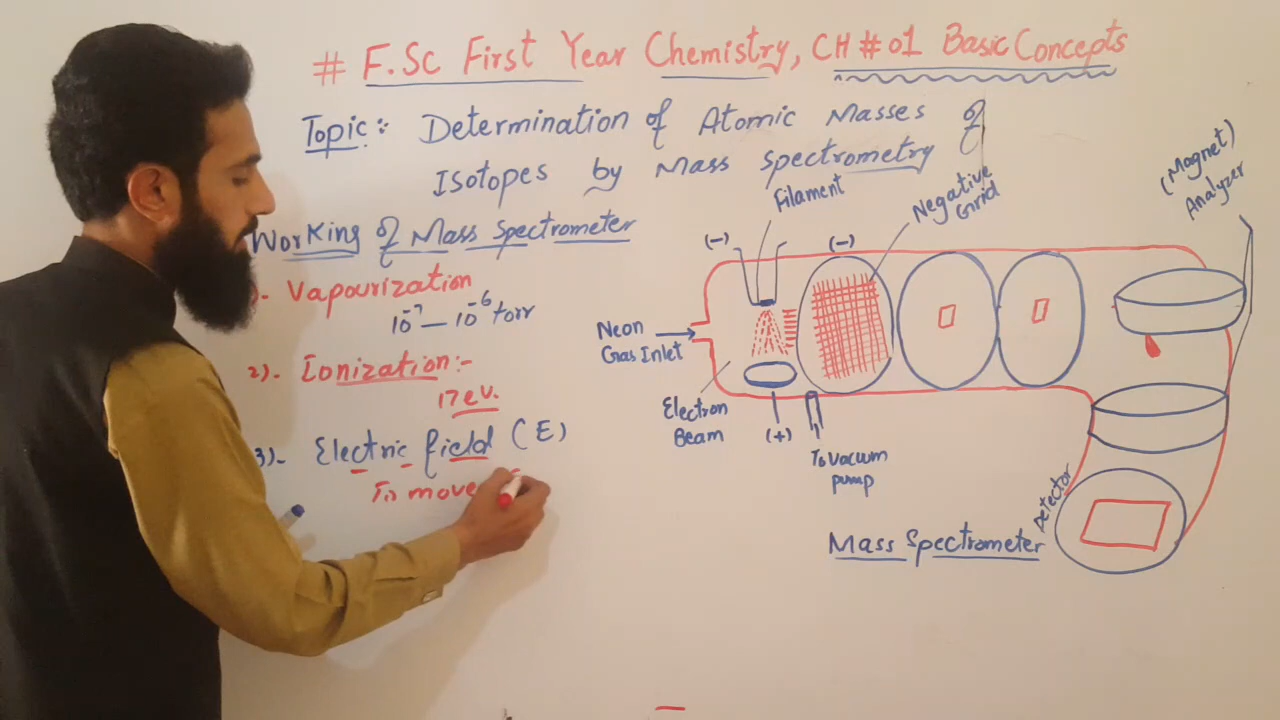 # F.Sc First Year Chemistry, CH # 01 Basic Concepts
Topic:- Determination of Atomic Masses of
Isotopes by Mass Spectrometry
Working of Mass Spectrometer
)- Vapourization
10⁻⁷ – 10⁻⁶ torr
2).- Ionization:-
17 ev.
3)- Electric field (E)
To move
Filament
Negative Grid
(Magnet)
Analyzer
(-)
(-)
Neon
Gas Inlet
Electron
Beam
(+)
To Vacuum
pump
Detector
Mass Spectrometer